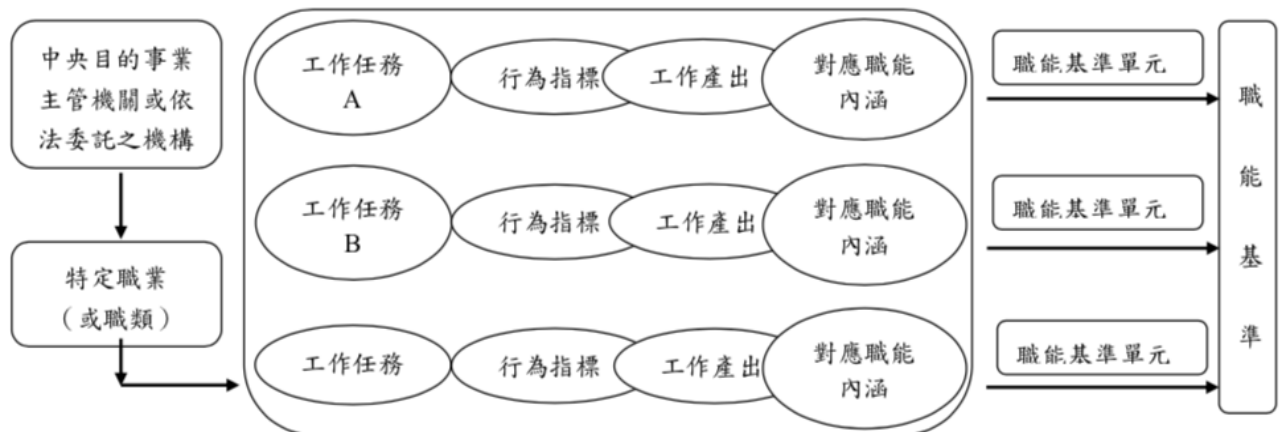 中央目的事業
主管機關或依
法委託之機構
特定職業
（或職類）
工作任務
A
行為指標
工作產出
對應職能
內涵
職能基準單元
工作任務
B
行為指標
工作產出
對應職能
內涵
職能基準單元
工作任務
行為指標
工作產出
對應職能
內涵
職能基準單元
職
能
基
準